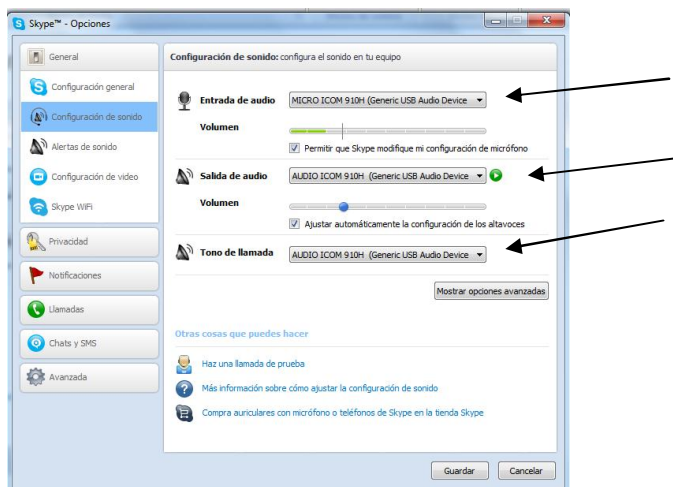 Skype™ - Opciones
General
Configuración general
Configuración de sonido
Alertas de sonido
Configuración de video
Skype WiFi
Privacidad
Notificaciones
Llamadas
Chats y SMS
Avanzada
Configuración de sonido: configura el sonido en tu equipo
Entrada de audio MICRO ICOM 910H (Generic USB Audio Device
Volumen
Permitir que Skype modifique mi configuración de micrófono
Salida de audio AUDIO ICOM 910H (Generic USB Audio Device
Volumen
Ajustar automáticamente la configuración de los altavoces
Tono de llamada AUDIO ICOM 910H (Generic USB Audio Device
Mostrar opciones avanzadas
Otras cosas que puedes hacer
Haz una llamada de prueba
Más información sobre cómo ajustar la configuración de sonido
Compra auriculares con micrófono o teléfonos de Skype en la tienda Skype
Guardar Cancelar